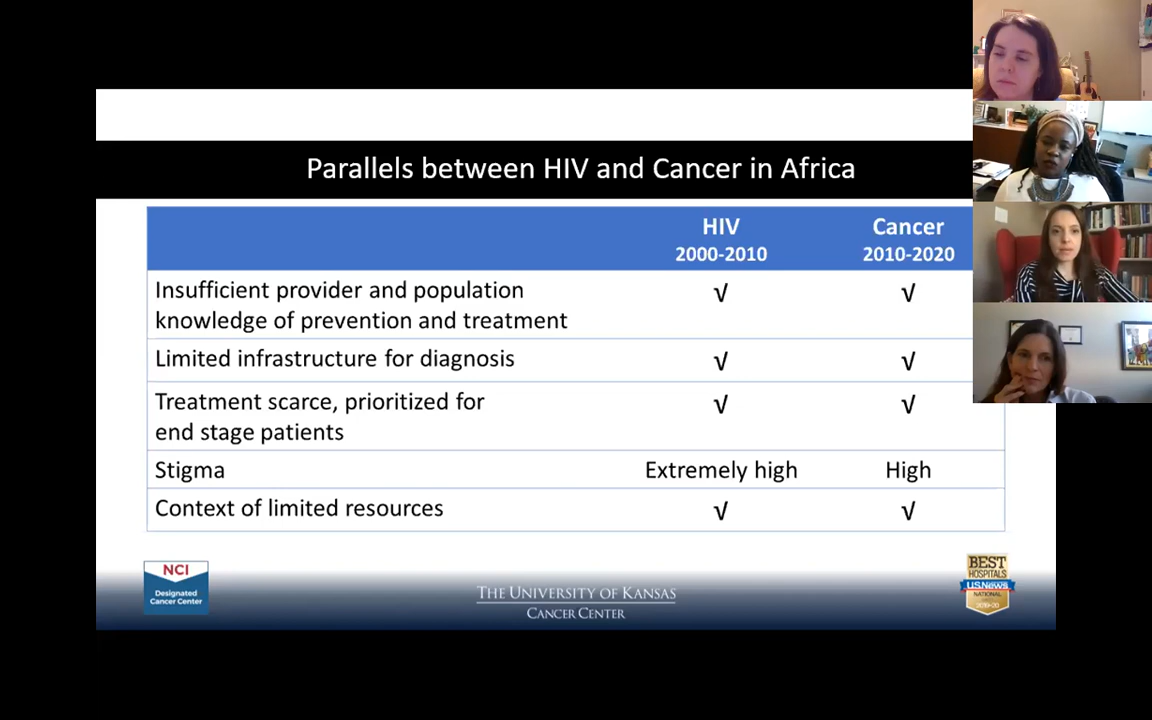 Parallels between HIV and Cancer in Africa
HIV
2000-2010
Cancer
2010-2020
Insufficient provider and population
knowledge of prevention and treatment
√
√
Limited infrastructure for diagnosis
√
√
Treatment scarce, prioritized for
end stage patients
√
√
Stigma
Extremely high
High
Context of limited resources
√
√
NCI
Designated
Cancer Center
THE UNIVERSITY OF KANSAS
CANCER CENTER
BEST
HOSPITALS
U.S.News
NATIONAL
2019-20